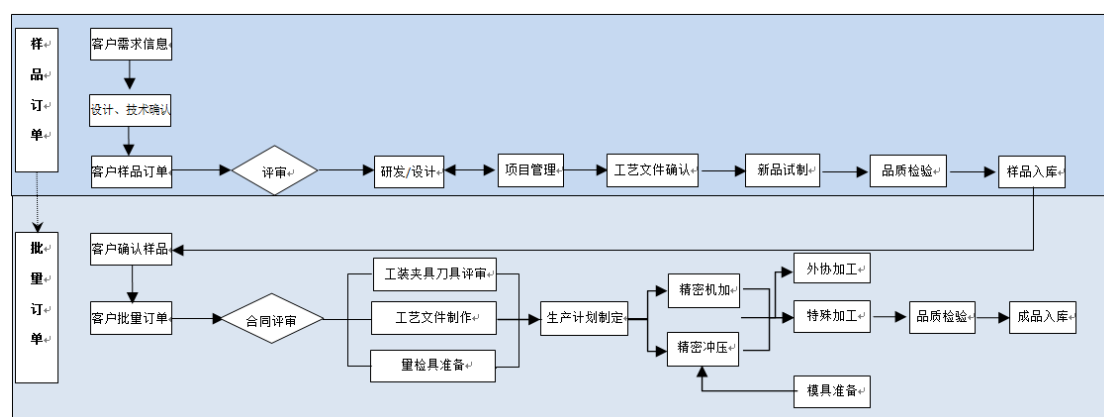 样
品
订
单
客户需求信息
设计、技术确认
客户样品订单
评审
研发/设计
项目管理
工艺文件确认
新品试制
品质检验
样品入库
批
量
订
单
客户确认样品
客户批量订单
合同评审
工装夹具刀具评审
工艺文件制作
量检具准备
生产计划制定
精密机加
精密冲压
外协加工
特殊加工
模具准备
品质检验
成品入库